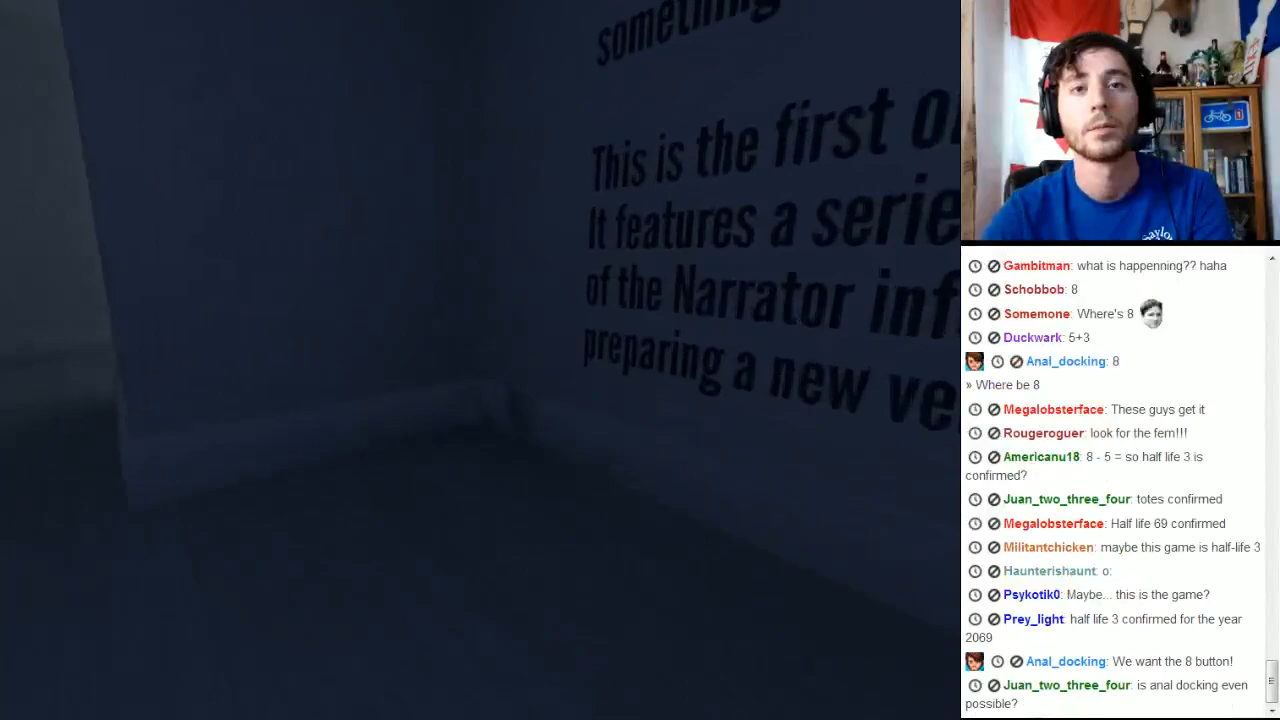 something
This is the first o
It features a serie
of the Narrator inf
preparing a new ve
Gambitman: what is happenning?? haha
Schobbob: 8
Somemone: Where's 8
Duckwark: 5+3
Anal_docking: 8
» Where be 8
Megalobsterface: These guys get it
Rougeroguer: look for the fern!!!
Americanu18: 8 - 5 = so half life 3 is
confirmed?
Juan_two_three_four: totes confirmed
Megalobsterface: Half life 69 confirmed
Militantchicken: maybe this game is half-life 3
Haunterishaunt: o:
Psykotik0: Maybe... this is the game?
Prey_light: half life 3 confirmed for the year
2069
Anal_docking: We want the 8 button!
Juan_two_three_four: is anal docking even
possible?